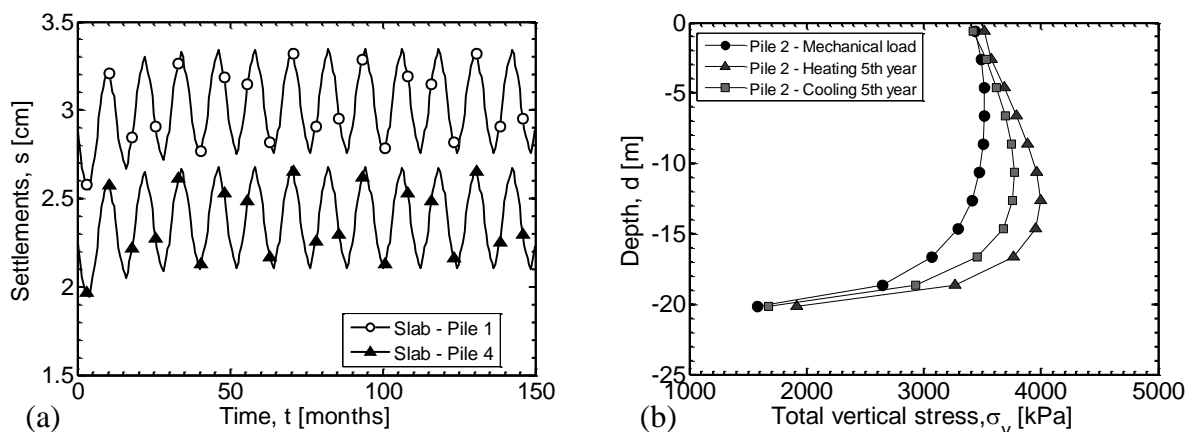 3.5
3
2.5
2
1.5
Settlements, s [cm]
0
50
100
150
Time, t [months]
Slab - Pile 1
Slab - Pile 4
(a)
0
-5
-10
-15
-20
-25
Depth, d [m]
1000
2000
3000
4000
5000
Total vertical stress,σv [kPa]
Pile 2 - Mechanical load
Pile 2 - Heating 5th year
Pile 2 - Cooling 5th year
(b)